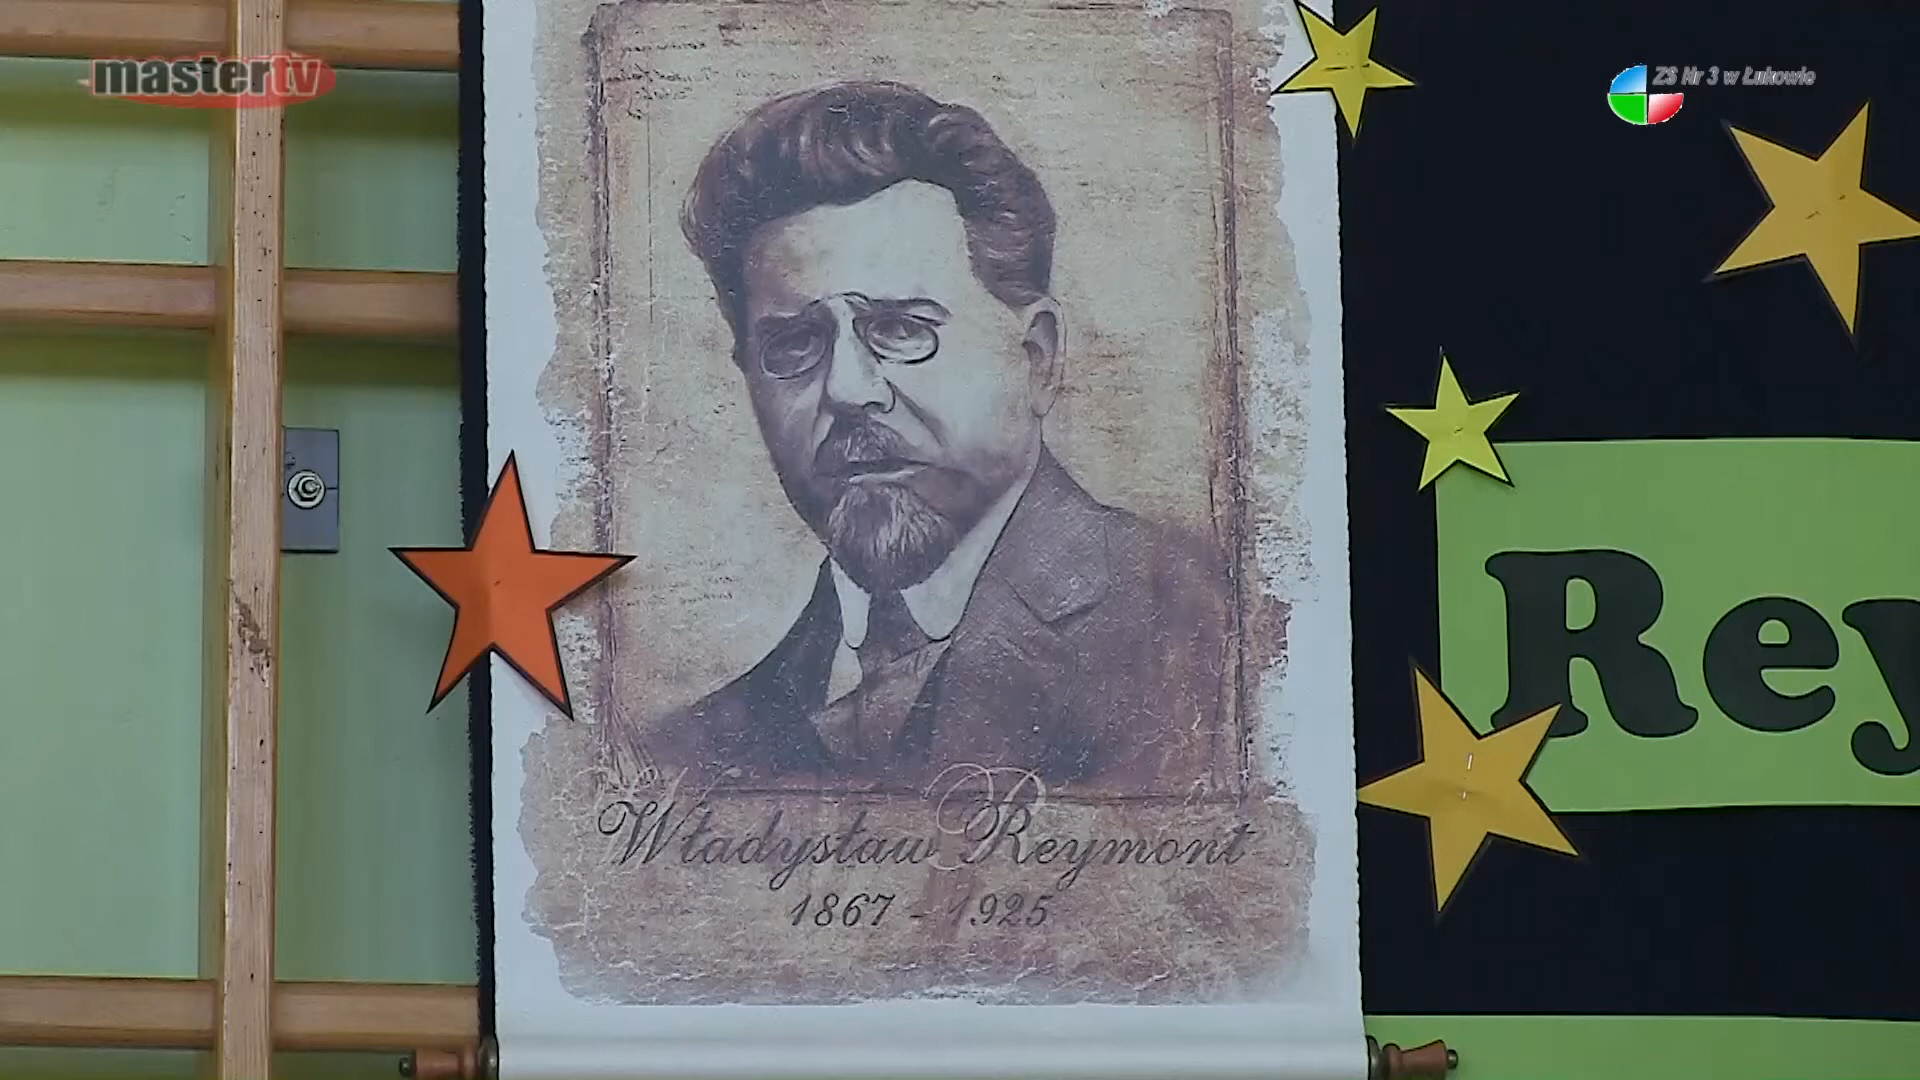 mastertv
ZS Nr 3 w Łukowie
Rey
Władysław Reymont
1867 - 1925